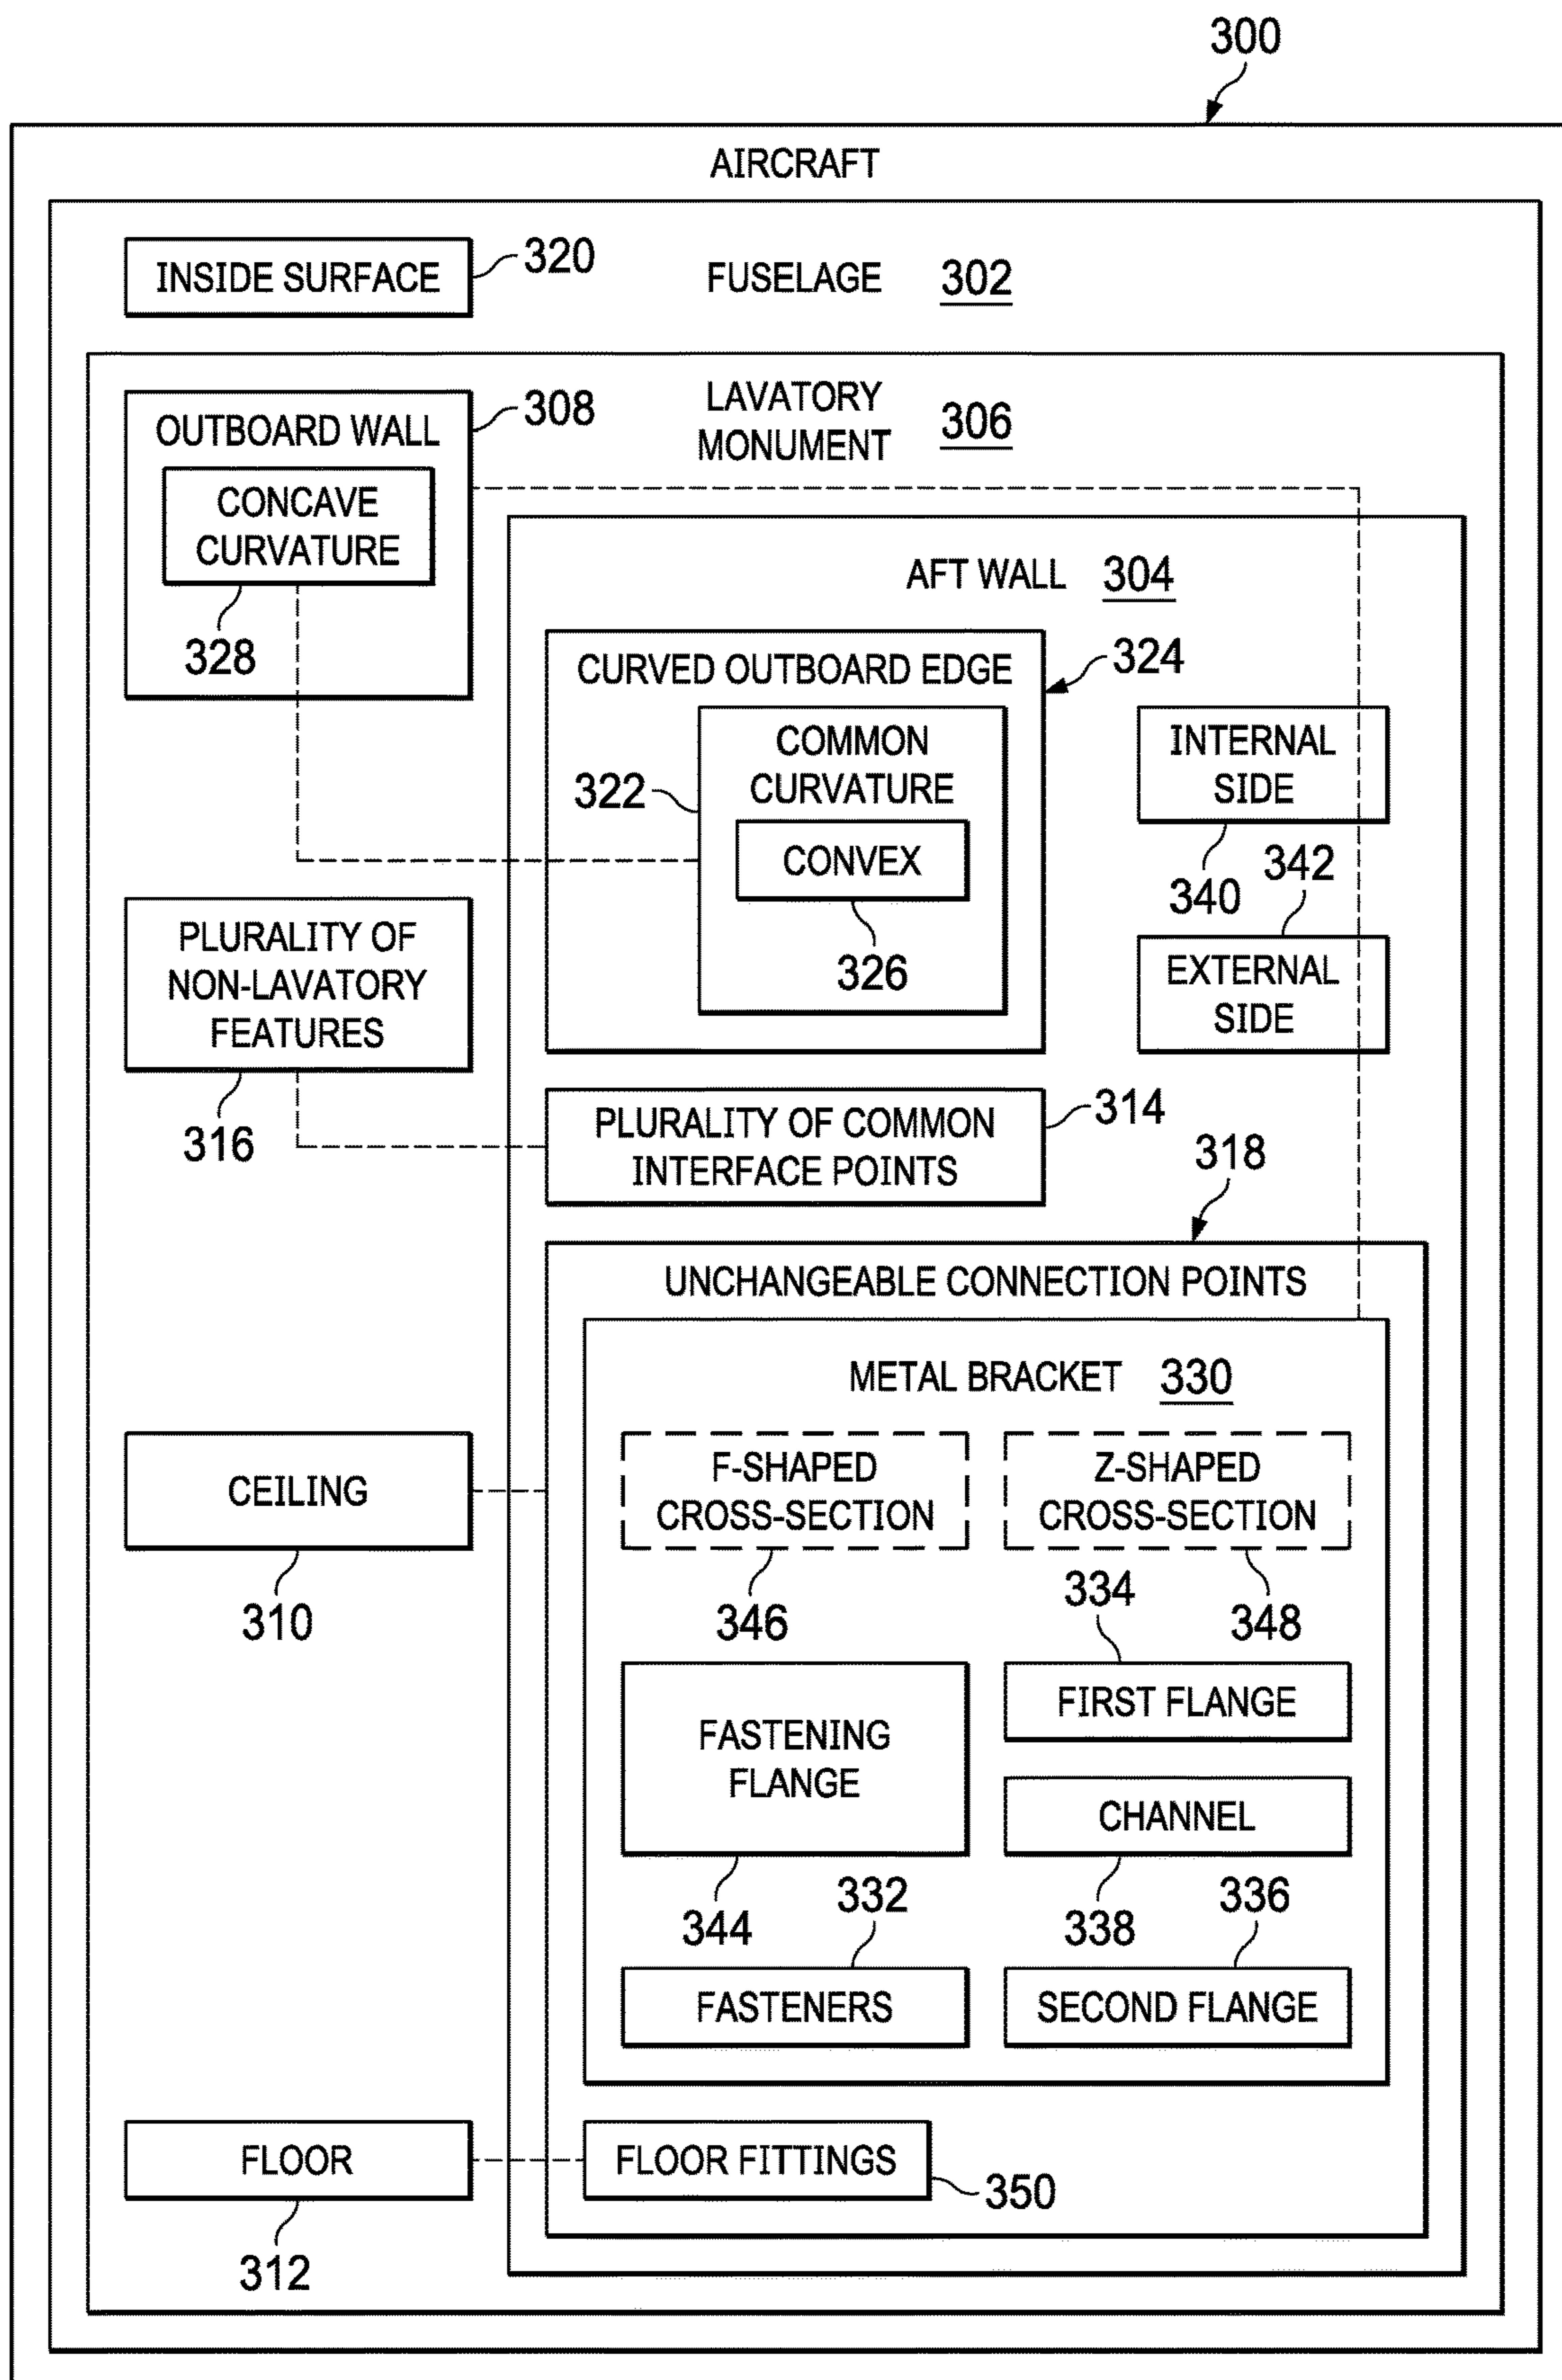 300
AIRCRAFT
INSIDE SURFACE
320
FUSELAGE 302
OUTBOARD WALL
308
CONCAVE
CURVATURE
328
LAVATORY
MONUMENT 306
AFT WALL 304
CURVED OUTBOARD EDGE
324
COMMON
CURVATURE
322
CONVEX
326
INTERNAL
SIDE
340
342
EXTERNAL
SIDE
PLURALITY OF
NON-LAVATORY
FEATURES
316
PLURALITY OF COMMON
INTERFACE POINTS
314
318
UNCHANGEABLE CONNECTION POINTS
METAL BRACKET 330
CEILING
310
F-SHAPED
CROSS-SECTION
346
Z-SHAPED
CROSS-SECTION
348
334
FIRST FLANGE
FASTENING
FLANGE
344
CHANNEL
338
332
FASTENERS
336
SECOND FLANGE
FLOOR
312
FLOOR FITTINGS
350